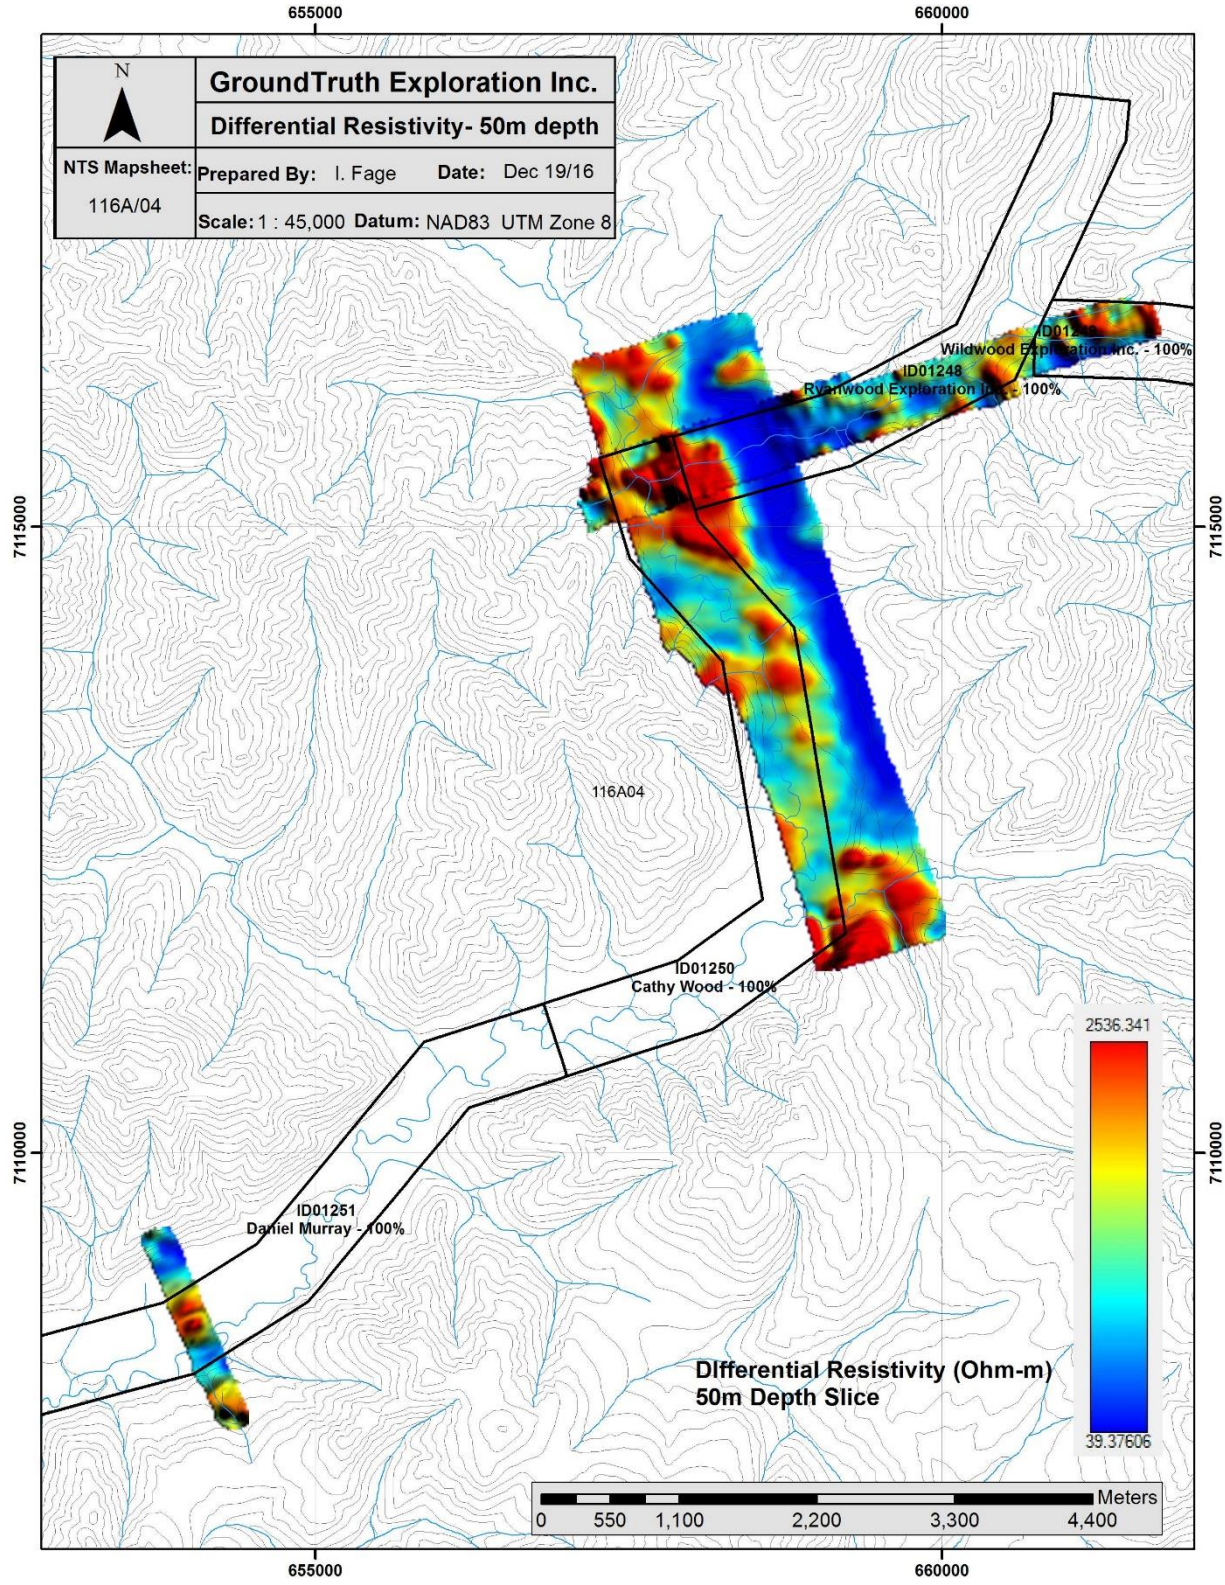 655000
660000
N
GroundTruth Exploration Inc.
Differential Resistivity- 50m depth
NTS Mapsheet:
116A/04
Prepared By: I. Fage Date: Dec 19/16
Scale: 1 : 45,000 Datum: NAD83 UTM Zone 8
ID01249
Wildwood Exploration Inc. - 100%
ID01248
Ryanwood Exploration Inc. - 100%
7115000
7115000
116A04
ID01250
Cathy Wood - 100%
2536.341
7110000
7110000
ID01251
Daniel Murray - 100%
DIfferential Resistivity (Ohm-m)
50m Depth Slice
39.37606
Meters
0 550 1,100 2,200 3,300 4,400
655000
660000